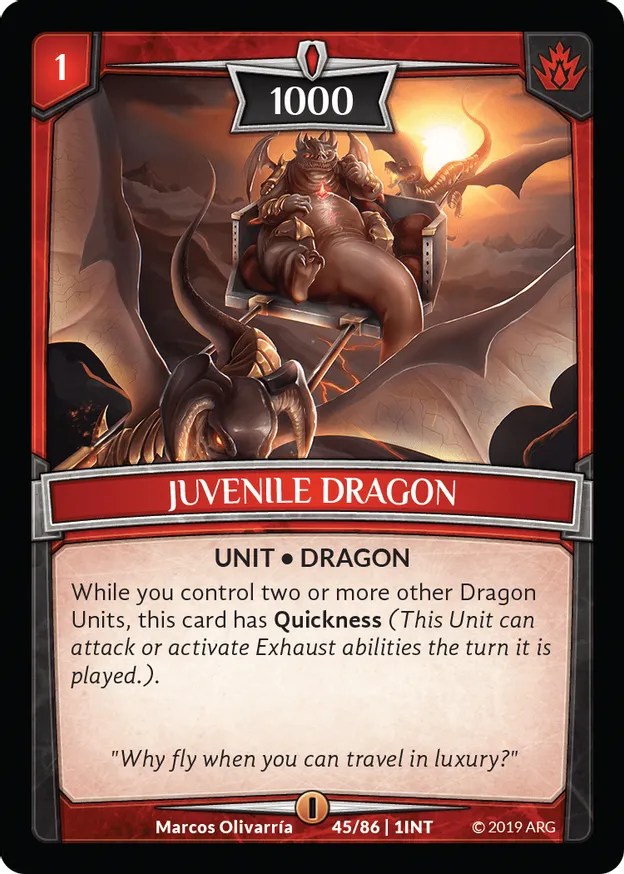 1
1000
JUVENILE DRAGON
UNIT • DRAGON
While you control two or more other Dragon
Units, this card has Quickness (This Unit can
attack or activate Exhaust abilities the turn it is
played.).
"Why fly when you can travel in luxury?"
I
Marcos Olivarría 45/86 | 1INT © 2019 ARG